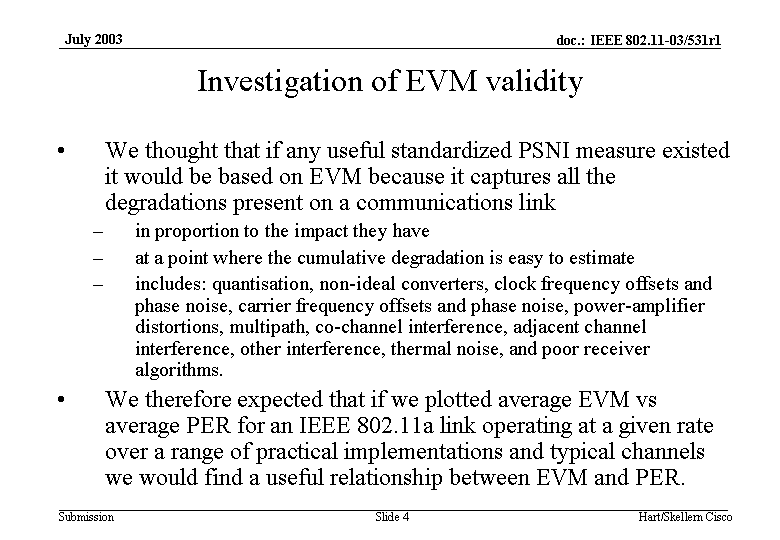 July 2003
doc.: IEEE 802.11-03/531r1
Investigation of EVM validity
• We thought that if any useful standardized PSNI measure existed
it would be based on EVM because it captures all the
degradations present on a communications link
– in proportion to the impact they have
– at a point where the cumulative degradation is easy to estimate
– includes: quantisation, non-ideal converters, clock frequency offsets and
phase noise, carrier frequency offsets and phase noise, power-amplifier
distortions, multipath, co-channel interference, adjacent channel
interference, other interference, thermal noise, and poor receiver
algorithms.
• We therefore expected that if we plotted average EVM vs
average PER for an IEEE 802.11a link operating at a given rate
over a range of practical implementations and typical channels
we would find a useful relationship between EVM and PER.
Submission
Slide 4
Hart/Skellern Cisco